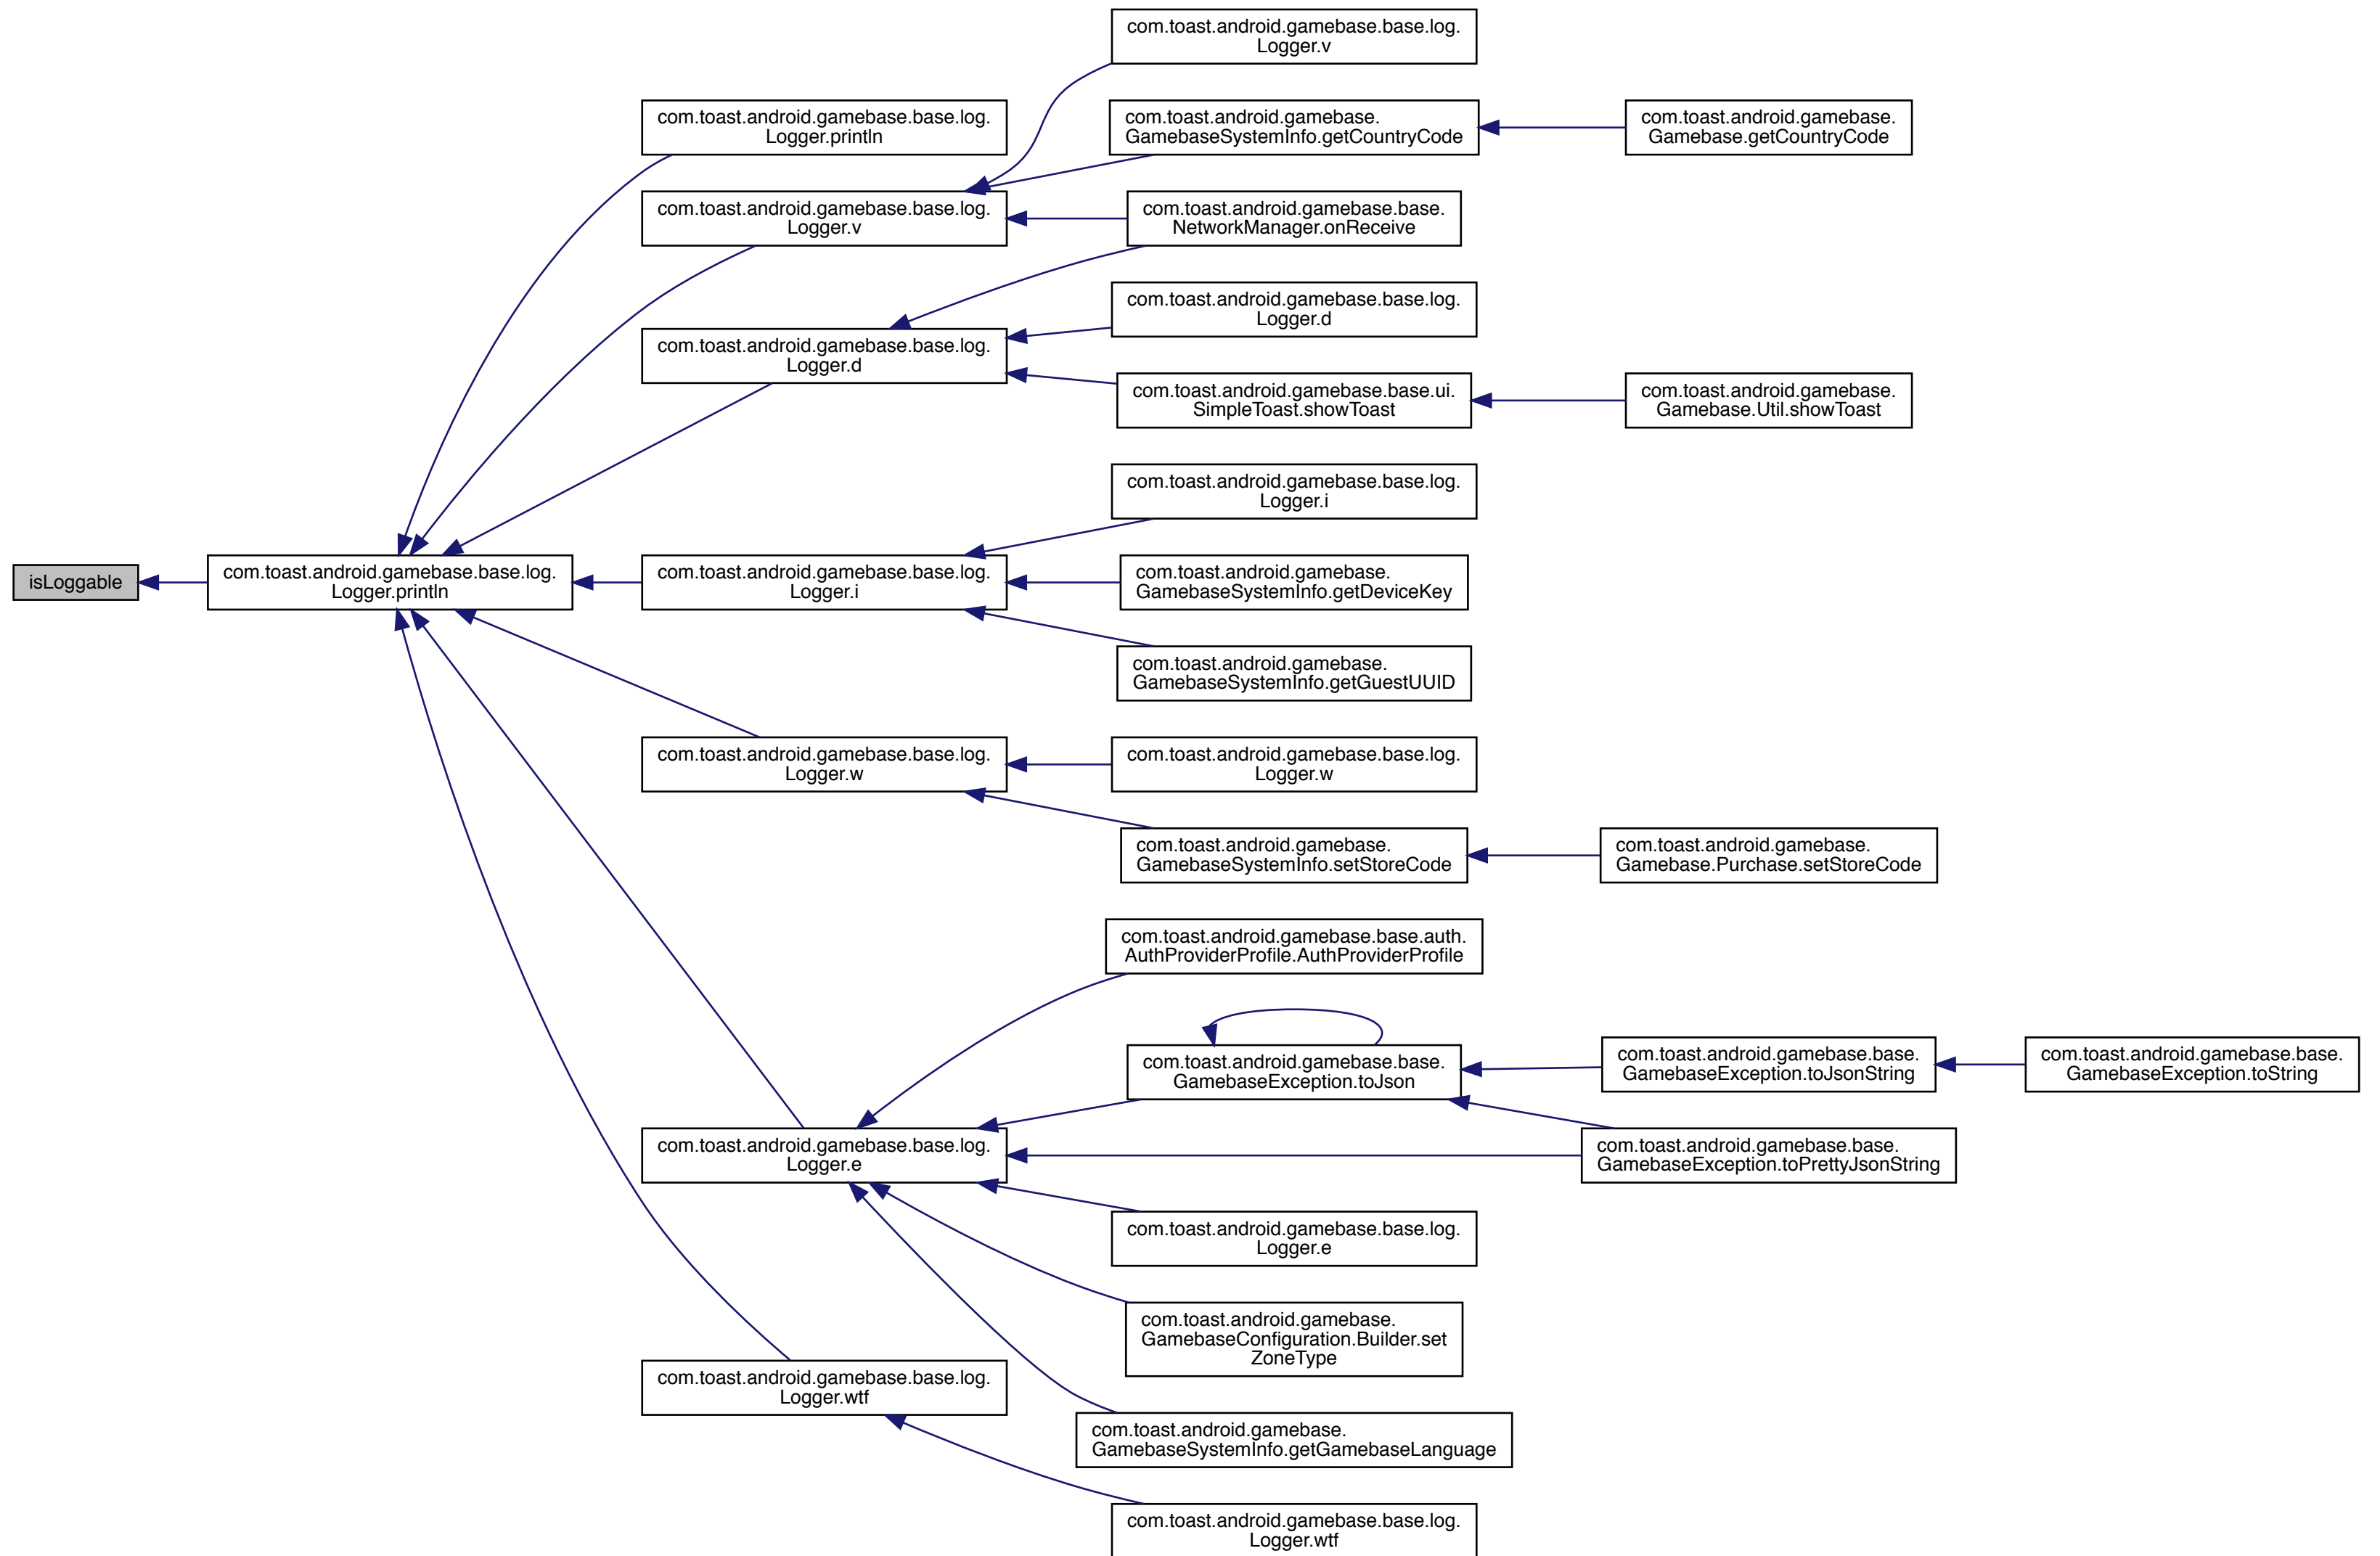 com.toast.android.gamebase.base.log.
Logger.v
com.toast.android.gamebase.base.log.
Logger.println
com.toast.android.gamebase.
GamebaseSystemInfo.getCountryCode
com.toast.android.gamebase.
Gamebase.getCountryCode
com.toast.android.gamebase.base.log.
Logger.v
com.toast.android.gamebase.base.
NetworkManager.onReceive
com.toast.android.gamebase.base.log.
Logger.d
com.toast.android.gamebase.base.log.
Logger.d
com.toast.android.gamebase.base.ui.
SimpleToast.showToast
com.toast.android.gamebase.
Gamebase.Util.showToast
com.toast.android.gamebase.base.log.
Logger.i
isLoggable
com.toast.android.gamebase.base.log.
Logger.println
com.toast.android.gamebase.base.log.
Logger.i
com.toast.android.gamebase.
GamebaseSystemInfo.getDeviceKey
com.toast.android.gamebase.
GamebaseSystemInfo.getGuestUUID
com.toast.android.gamebase.base.log.
Logger.w
com.toast.android.gamebase.base.log.
Logger.w
com.toast.android.gamebase.
GamebaseSystemInfo.setStoreCode
com.toast.android.gamebase.
Gamebase.Purchase.setStoreCode
com.toast.android.gamebase.base.auth.
AuthProviderProfile.AuthProviderProfile
com.toast.android.gamebase.base.
GamebaseException.toJson
com.toast.android.gamebase.base.
GamebaseException.toJsonString
com.toast.android.gamebase.base.
GamebaseException.toString
com.toast.android.gamebase.base.log.
Logger.e
com.toast.android.gamebase.base.
GamebaseException.toPrettyJsonString
com.toast.android.gamebase.base.log.
Logger.e
com.toast.android.gamebase.
GamebaseConfiguration.Builder.set
ZoneType
com.toast.android.gamebase.base.log.
Logger.wtf
com.toast.android.gamebase.
GamebaseSystemInfo.getGamebaseLanguage
com.toast.android.gamebase.base.log.
Logger.wtf